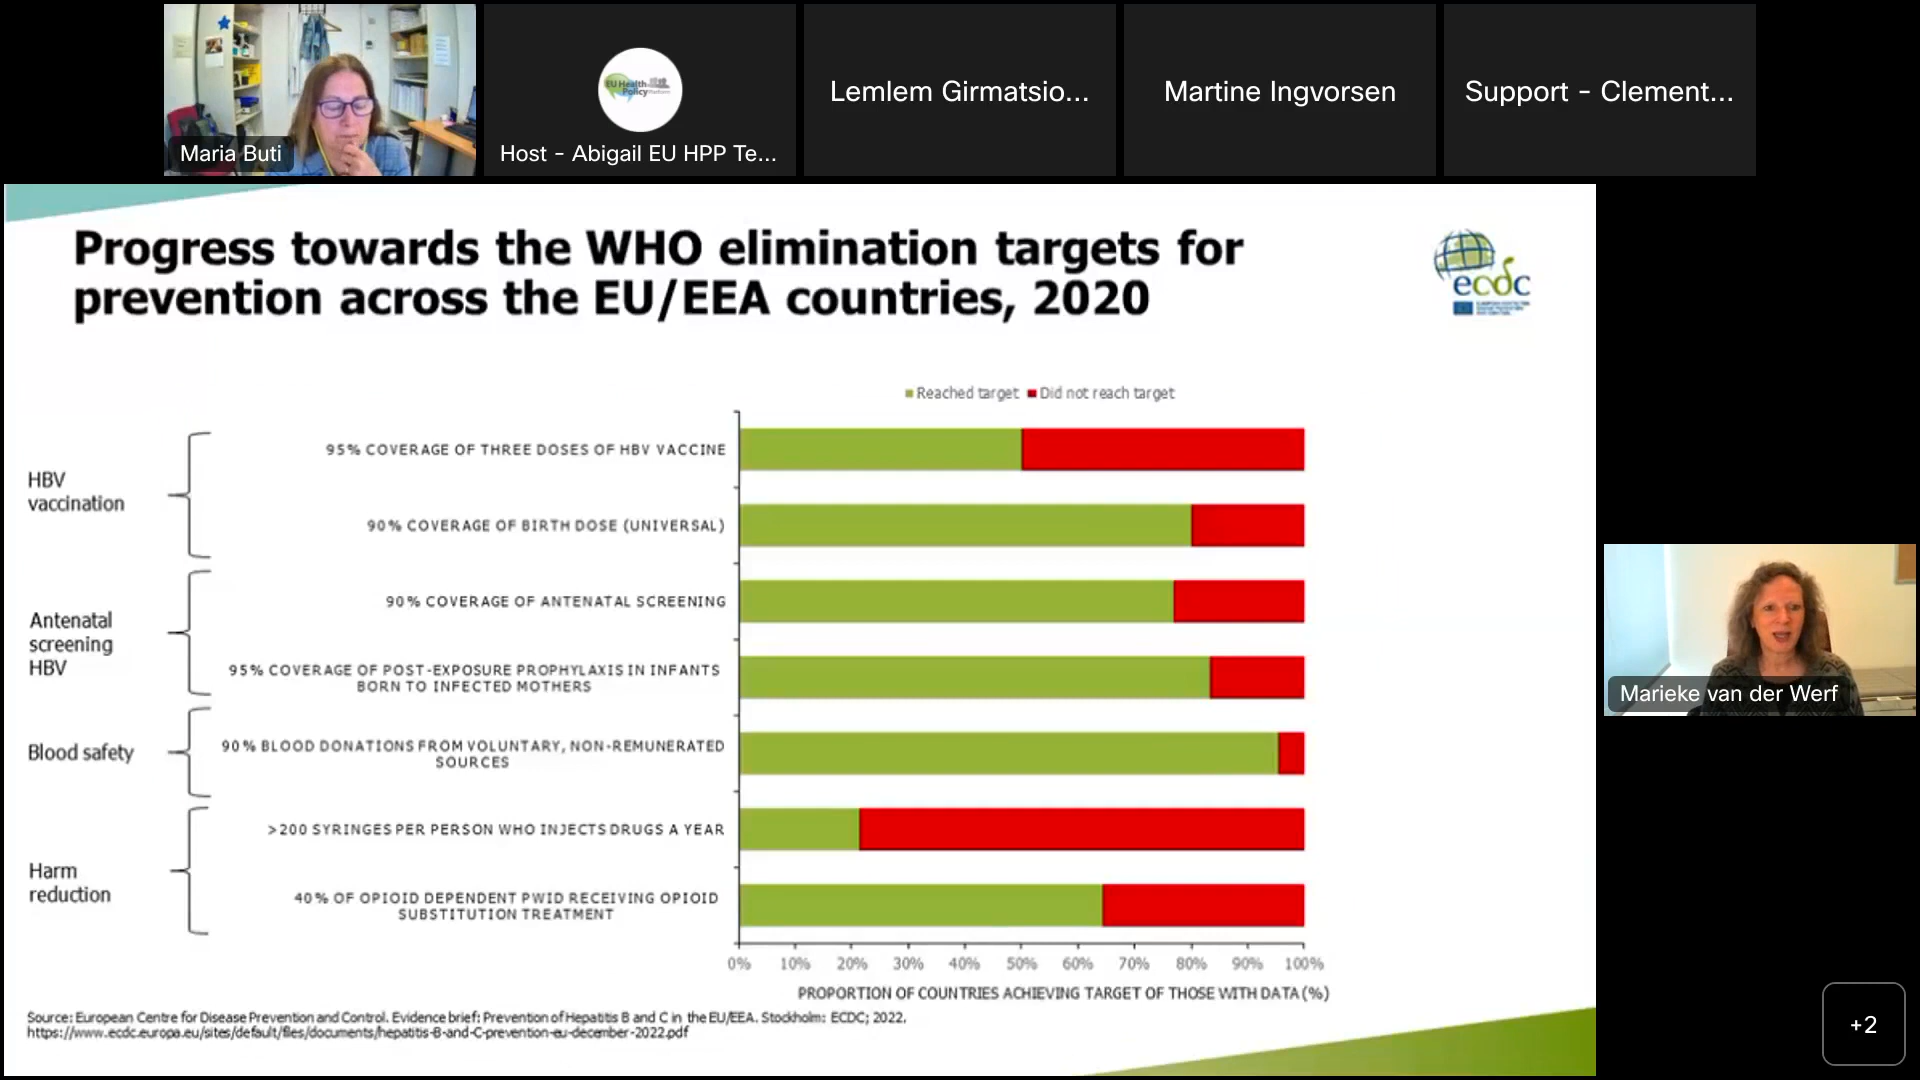 Maria Buti
EU Health
Policy
Platform
Host - Abigail EU HPP Te...
Lemlem Girmatsio...
Martine Ingvorsen
Support - Clement...
Progress towards the WHO elimination targets for
prevention across the EU/EEA countries, 2020
ecdc
Reached target
Did not reach target
HBV
vaccination
95% COVERAGE OF THREE DOSES OF HBV VACCINE
90% COVERAGE OF BIRTH DOSE (UNIVERSAL)
Antenatal
screening
HBV
90% COVERAGE OF ANTENATAL SCREENING
95% COVERAGE OF POST-EXPOSURE PROPHYLAXIS IN INFANTS
BORN TO INFECTED MOTHERS
Blood safety
90% BLOOD DONATIONS FROM VOLUNTARY, NON-REMUNERATED
SOURCES
Harm
reduction
>200 SYRINGES PER PERSON WHO INJECTS DRUGS A YEAR
40% OF OPIOID DEPENDENT PWID RECEIVING OPIOID
SUBSTITUTION TREATMENT
0% 10% 20% 30% 40% 50% 60% 70% 80% 90% 100%
PROPORTION OF COUNTRIES ACHIEVING TARGET OF THOSE WITH DATA (%)
Source: European Centre for Disease Prevention and Control. Evidence brief: Prevention of Hepatitis B and C in the EU/EEA. Stockholm: ECDC; 2022.
https://www.ecdc.europa.eu/sites/default/files/documents/hepatitis-B-and-C-prevention-eu-december-2022.pdf
Marieke van der Werf
+2